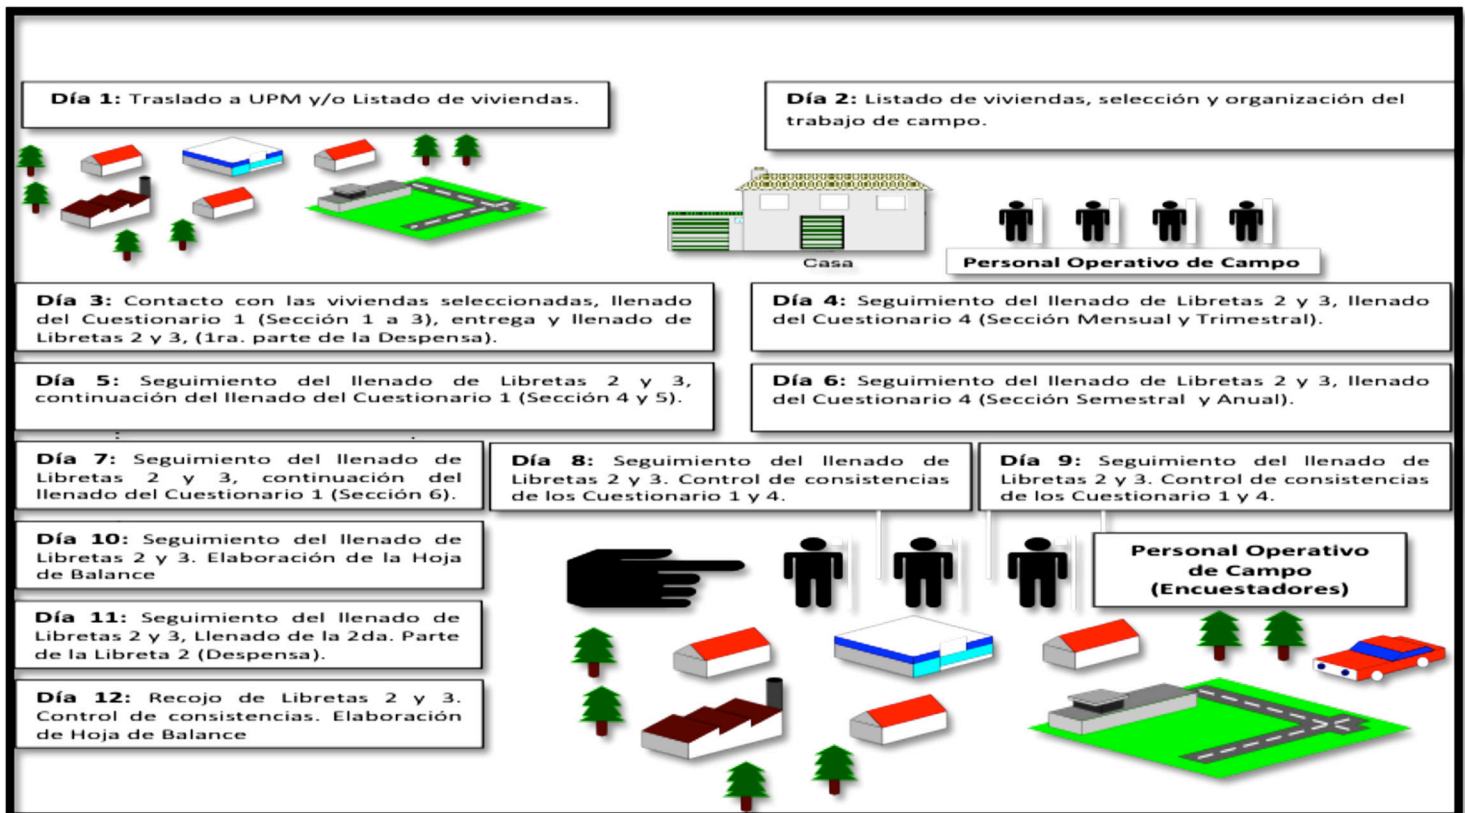 Día 1: Traslado a UPM y/o Listado de viviendas.
Día 2: Listado de viviendas, selección y organización del
trabajo de campo.
Casa
Personal Operativo de Campo
Día 3: Contacto con las viviendas seleccionadas, llenado
del Cuestionario 1 (Sección 1 a 3), entrega y llenado de
Libretas 2 y 3, (1ra. parte de la Despensa).
Día 4: Seguimiento del llenado de Libretas 2 y 3, llenado
del Cuestionario 4 (Sección Mensual y Trimestral).
Día 5: Seguimiento del llenado de Libretas 2 y 3,
continuación del llenado del Cuestionario 1 (Sección 4 y 5).
Día 6: Seguimiento del llenado de Libretas 2 y 3, llenado
del Cuestionario 4 (Sección Semestral y Anual).
Día 7: Seguimiento del llenado de
Libretas 2 y 3, continuación del
llenado del Cuestionario 1 (Sección 6).
Día 8: Seguimiento del llenado de
Libretas 2 y 3. Control de consistencias
de los Cuestionario 1 y 4.
Día 9: Seguimiento del llenado de
Libretas 2 y 3. Control de consistencias
de los Cuestionario 1 y 4.
Día 10: Seguimiento del llenado de
Libretas 2 y 3. Elaboración de la Hoja
de Balance
Personal Operativo
de Campo
(Encuestadores)
Día 11: Seguimiento del llenado de
Libretas 2 y 3, Llenado de la 2da. Parte
de la Libreta 2 (Despensa).
Día 12: Recojo de Libretas 2 y 3.
Control de consistencias. Elaboración
de Hoja de Balance